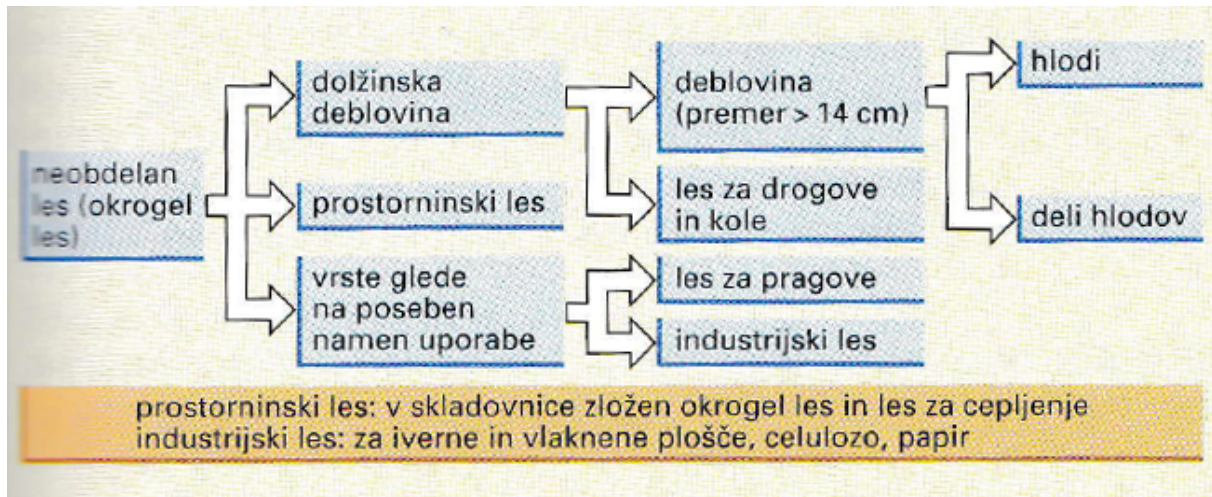 neobdelan
les (okrogel
les)
dolžinska
deblovina
prostorninski les
vrste glede
na poseben
namen uporabe
deblovina
(premer > 14 cm)
les za drogove
in kole
les za pragove
industrijski les
hlodi
deli hlodov
prostorninski les: v skladovnice zložen okrogel les in les za cepljenje
industrijski les: za iverne in vlaknene plošče, celulozo, papir